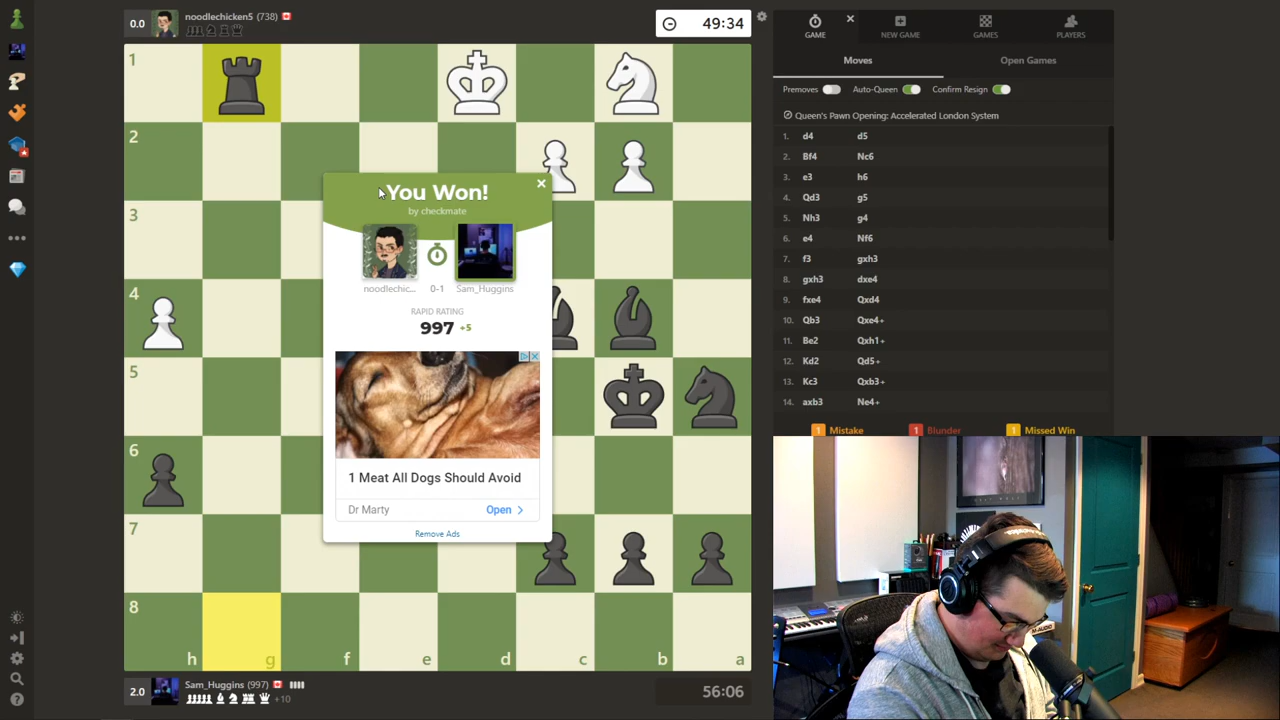 0.0 noodlechicken5 (738) 49:34
1
2
3
4
5
6
7
8
h g f e d c b a
You Won!
by checkmate
noodlechic... 0-1 Sam_Huggins
RAPID RATING
997 +5
1 Meat All Dogs Should Avoid
Dr Marty Open
Remove Ads
2.0 Sam_Huggins (997) +10 56:06
GAME NEW GAME GAMES PLAYERS
Moves Open Games
Premoves Auto-Queen Confirm Resign
Queen's Pawn Opening: Accelerated London System
1. d4 d5
2. Bf4 Nc6
3. e3 h6
4. Qd3 g5
5. Nh3 g4
6. e4 Nf6
7. f3 gxh3
8. gxh3 dxe4
9. fxe4 Qxd4
10. Qb3 Qxe4+
11. Be2 Qxh1+
12. Kd2 Qd5+
13. Kc3 Qxb3+
14. axb3 Ne4+
1 Mistake 1 Blunder 1 Missed Win
M-AUDIO